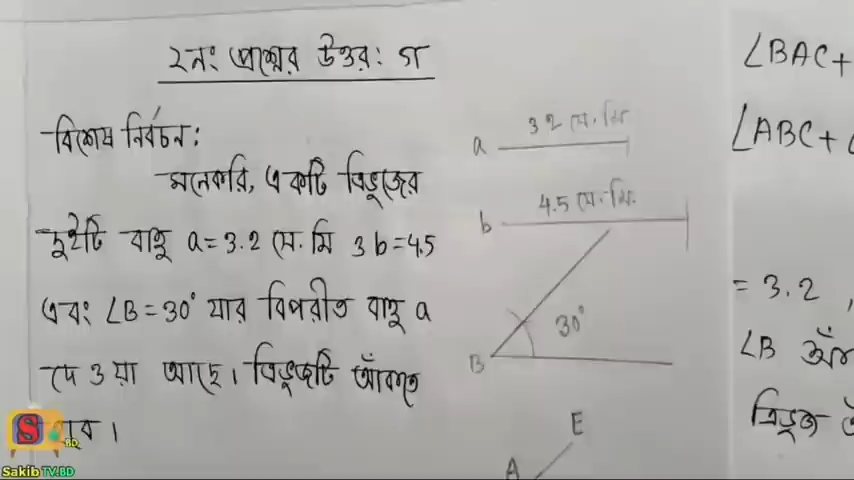 ২নং প্রশ্নের উত্তর: গ
বিশেষ নির্বচন:
মনেকরি, একটি ত্রিভুজের
দুইটি বাহু a = 3.2 সে. মি ও b = 4.5
এবং ∠B = 30° যার বিপরীত বাহু a
দেওয়া আছে। ত্রিভুজটি আঁকতে
a 3.2 সে. মি.
b 4.5 সে. মি.
30°
B
E
A
∠BAC +
∠ABC +
= 3.2,
∠B
ত্রিভুজ
S
BD
Sakib TV.BD